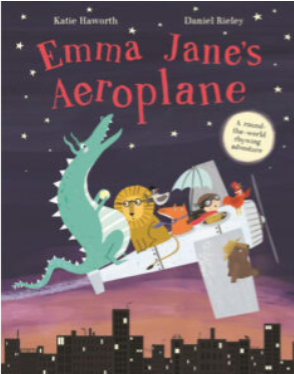 Katie Haworth Daniel Rieley
Emma Jane's
Aeroplane
A round-
the-world
rhyming
adventure